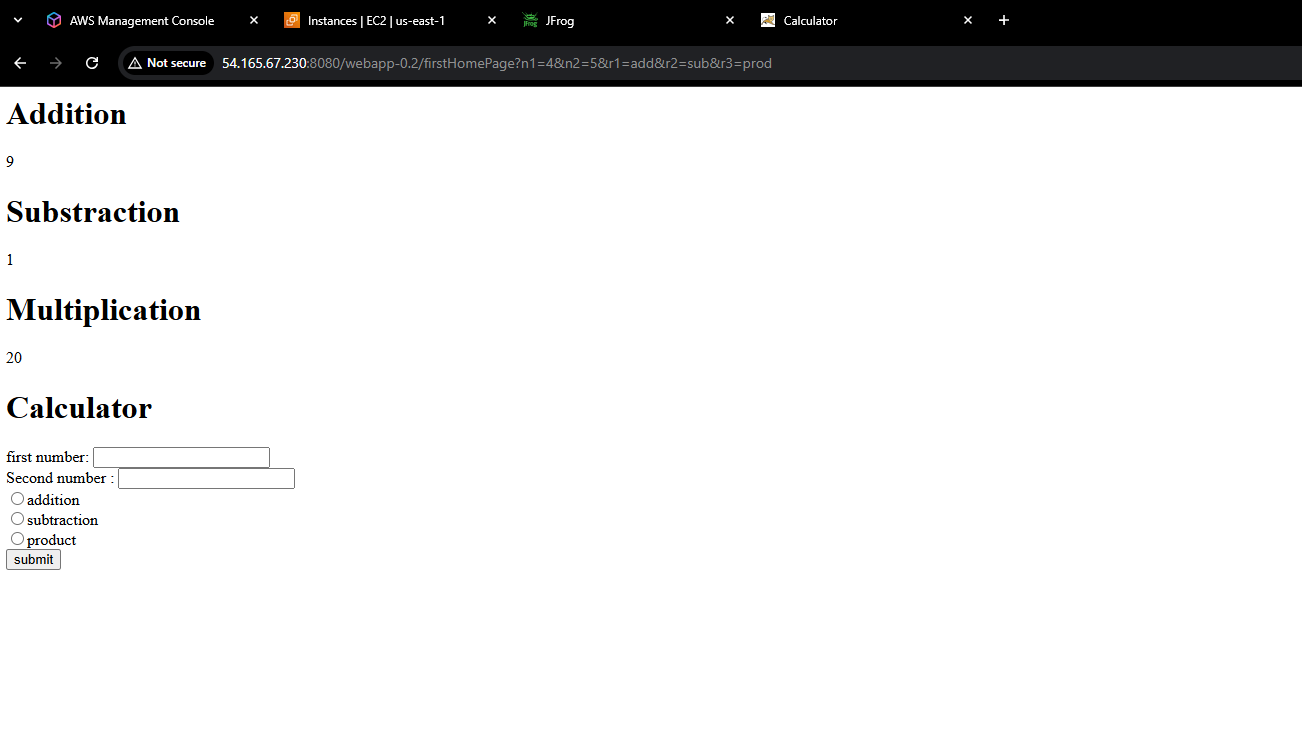 AWS Management Console
Instances | EC2 | us-east-1
JFrog
Calculator
Not secure 54.165.67.230:8080/webapp-0.2/firstHomePage?n1=4&n2=5&r1=add&r2=sub&r3=prod
Addition
9
Substraction
1
Multiplication
20
Calculator
first number:
Second number :
addition
subtraction
product
submit